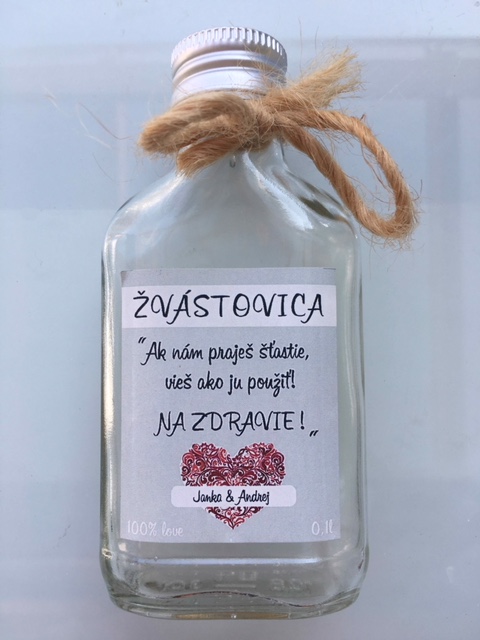 ŽVÁSTOVICA
"Ak nám praješ šťastie,
vieš ako ju použiť!
NA ZDRAVIE!„
Janka & Andrej
100% love
0.1l